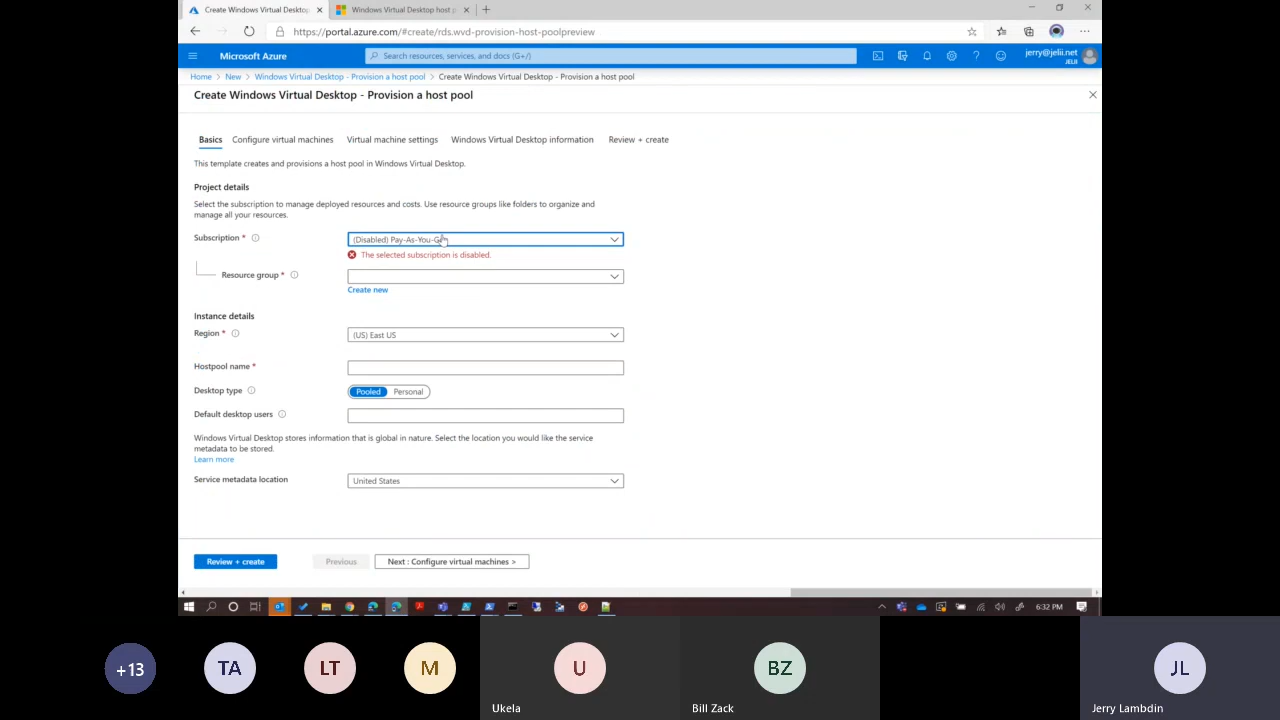 Create Windows Virtual Desktop
Windows Virtual Desktop host p
https://portal.azure.com/#create/rds.wvd-provision-host-poolpreview
Microsoft Azure
Search resources, services, and docs (G+/)
jerry@jelii.net
JELII
Home > New > Windows Virtual Desktop - Provision a host pool > Create Windows Virtual Desktop - Provision a host pool
Create Windows Virtual Desktop - Provision a host pool
Basics Configure virtual machines Virtual machine settings Windows Virtual Desktop information Review + create
This template creates and provisions a host pool in Windows Virtual Desktop.
Project details
Select the subscription to manage deployed resources and costs. Use resource groups like folders to organize and
manage all your resources.
Subscription *
(Disabled) Pay-As-You-G
The selected subscription is disabled.
Resource group *
Create new
Instance details
Region *
(US) East US
Hostpool name *
Desktop type
Pooled Personal
Default desktop users
Windows Virtual Desktop stores information that is global in nature. Select the location you would like the service
metadata to be stored.
Learn more
Service metadata location
United States
Review + create
Previous
Next : Configure virtual machines >
6:32 PM
+13
TA
LT
M
U
BZ
JL
Ukela
Bill Zack
Jerry Lambdin